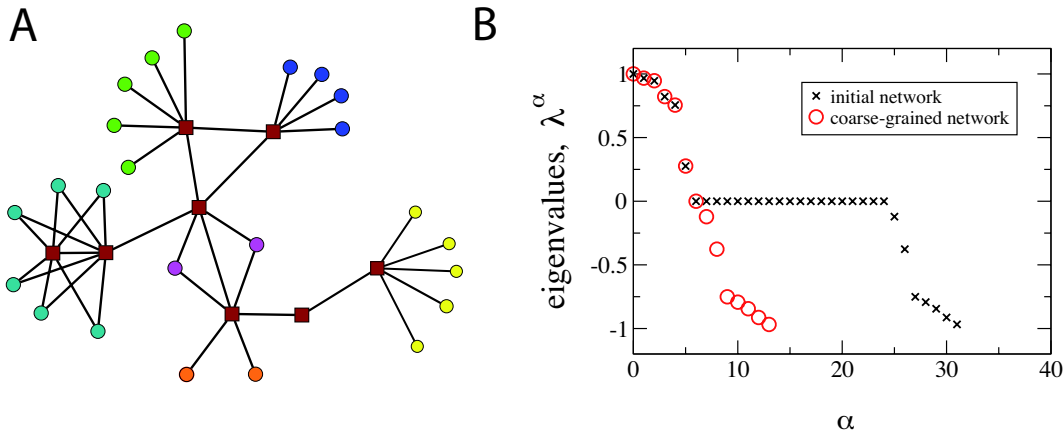 A
B
eigenvalues, λ^α
1
0.5
0
-0.5
-1
0
10
20
30
40
α
initial network
coarse-grained network